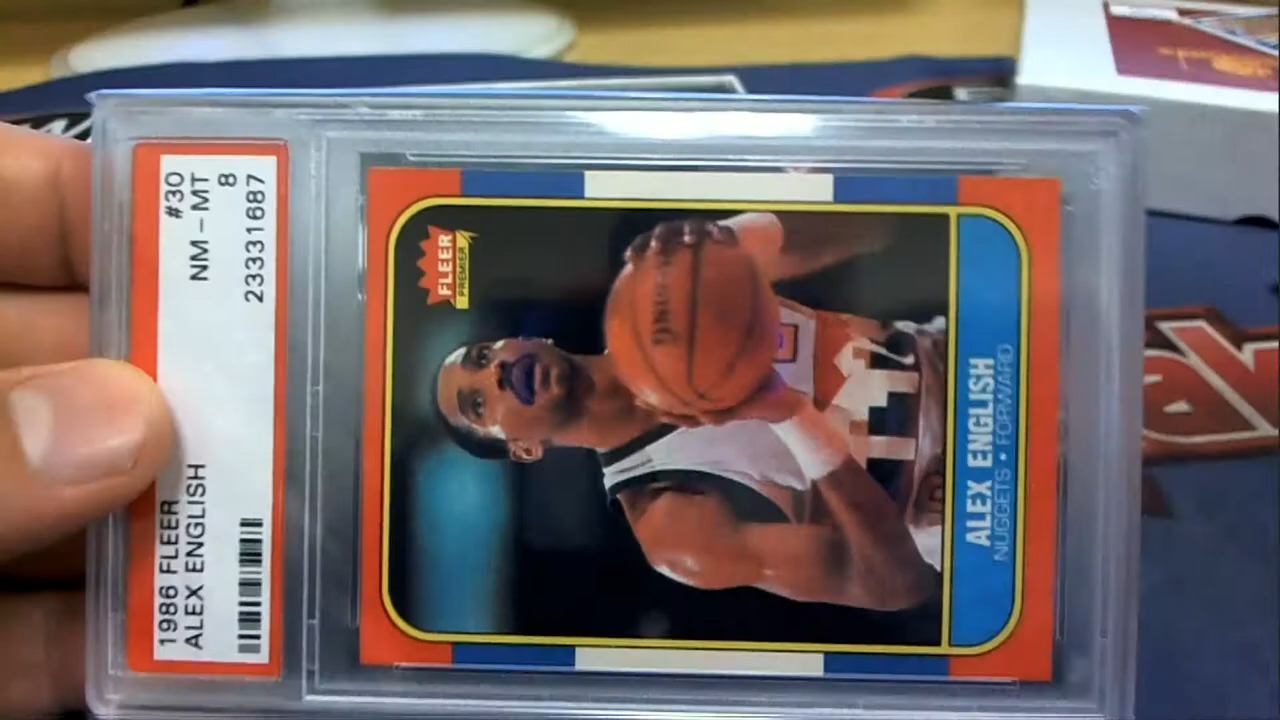 1986 FLEER
#30
ALEX ENGLISH
NM - MT
8
23331687
FLEER
PREMIER
ALEX ENGLISH
NUGGETS • FORWARD